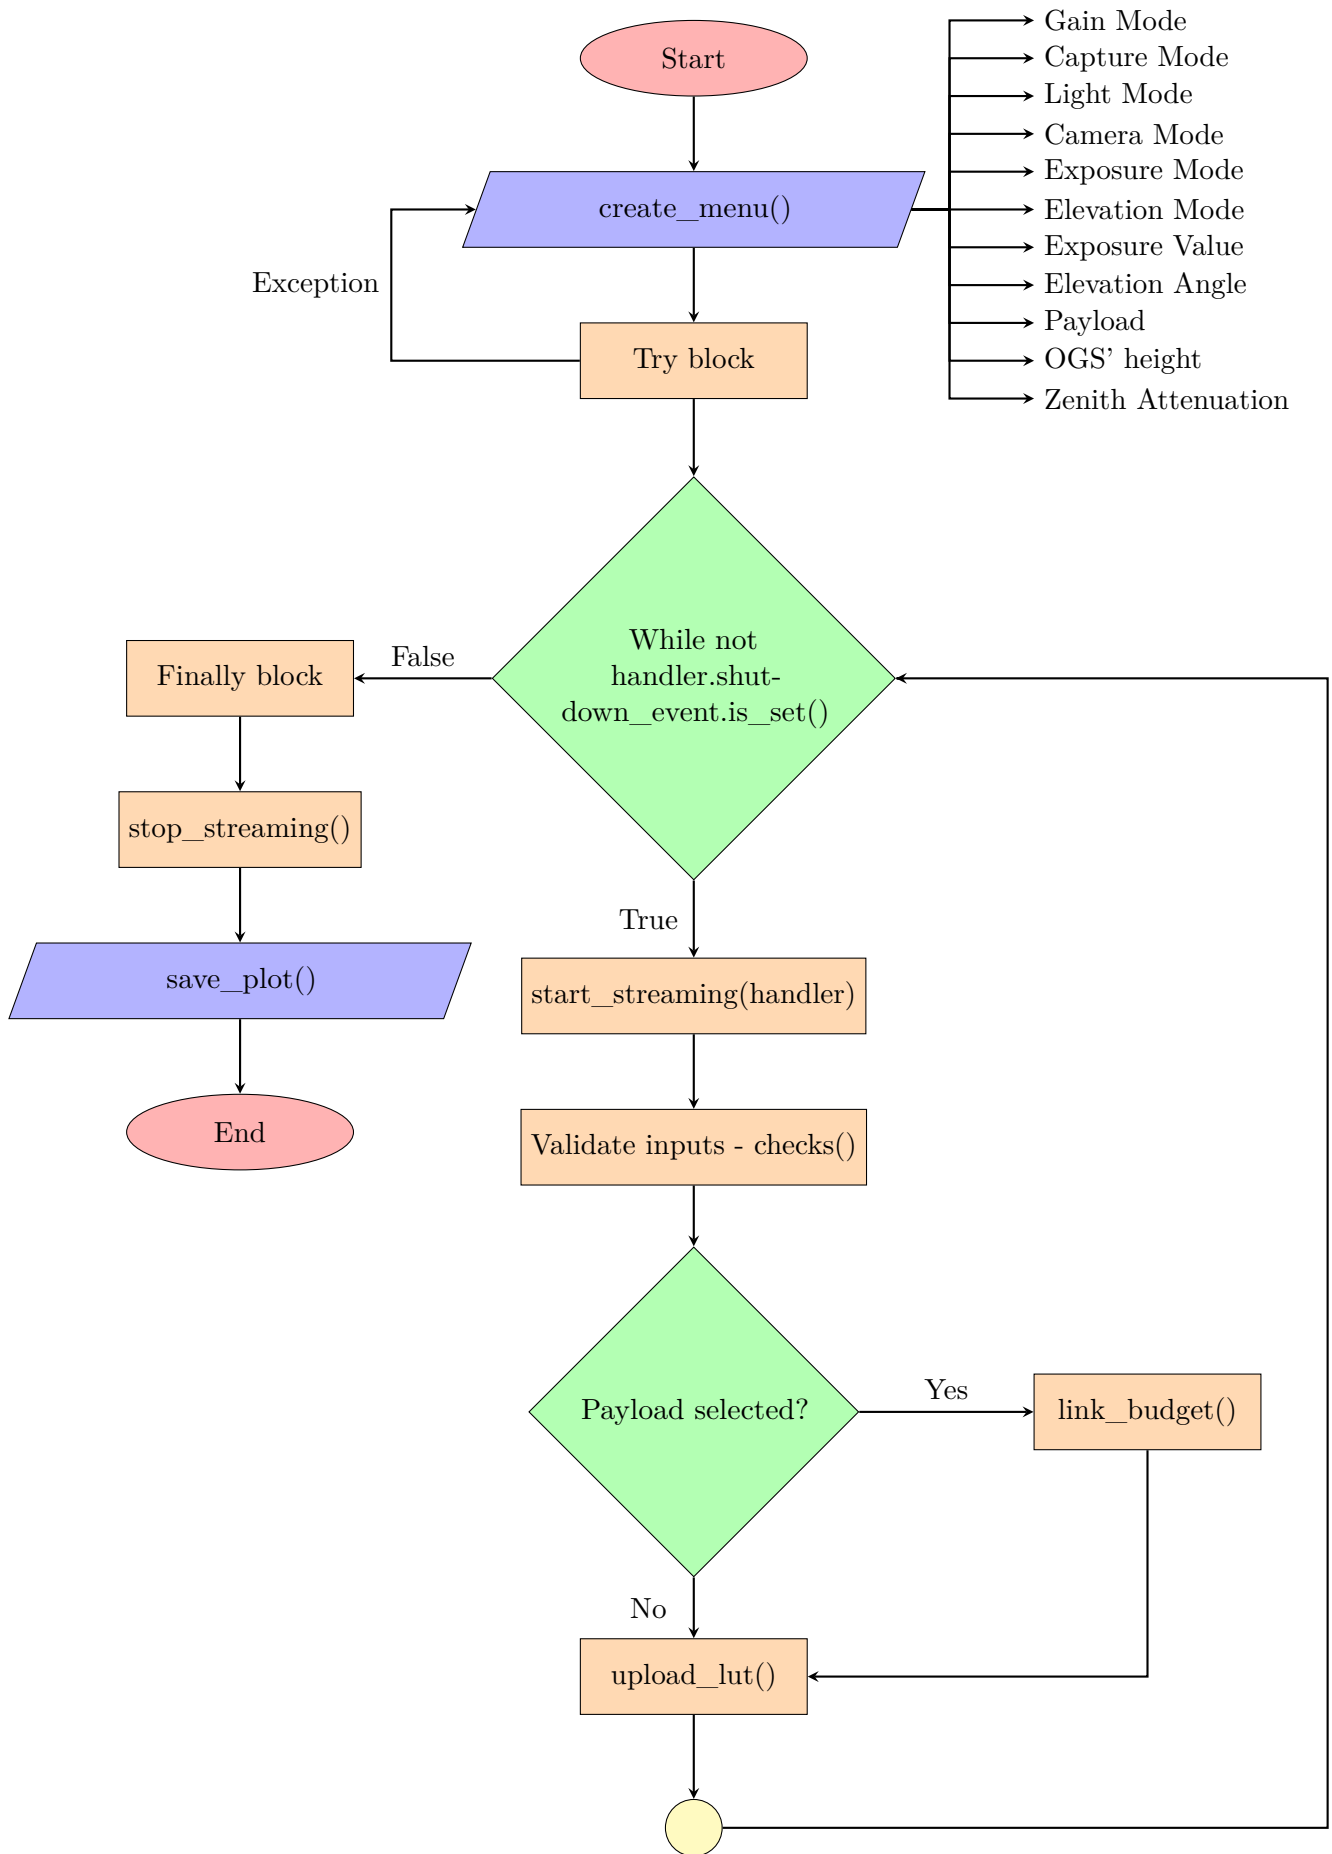 Start
Gain Mode
Capture Mode
Light Mode
Camera Mode
Exposure Mode
Elevation Mode
Exposure Value
Elevation Angle
Payload
OGS’ height
Zenith Attenuation
create_menu()
Exception
Try block
While not
handler.shut-
down_event.is_set()
False
Finally block
stop_streaming()
save_plot()
End
True
start_streaming(handler)
Validate inputs - checks()
Payload selected?
Yes
link_budget()
No
upload_lut()